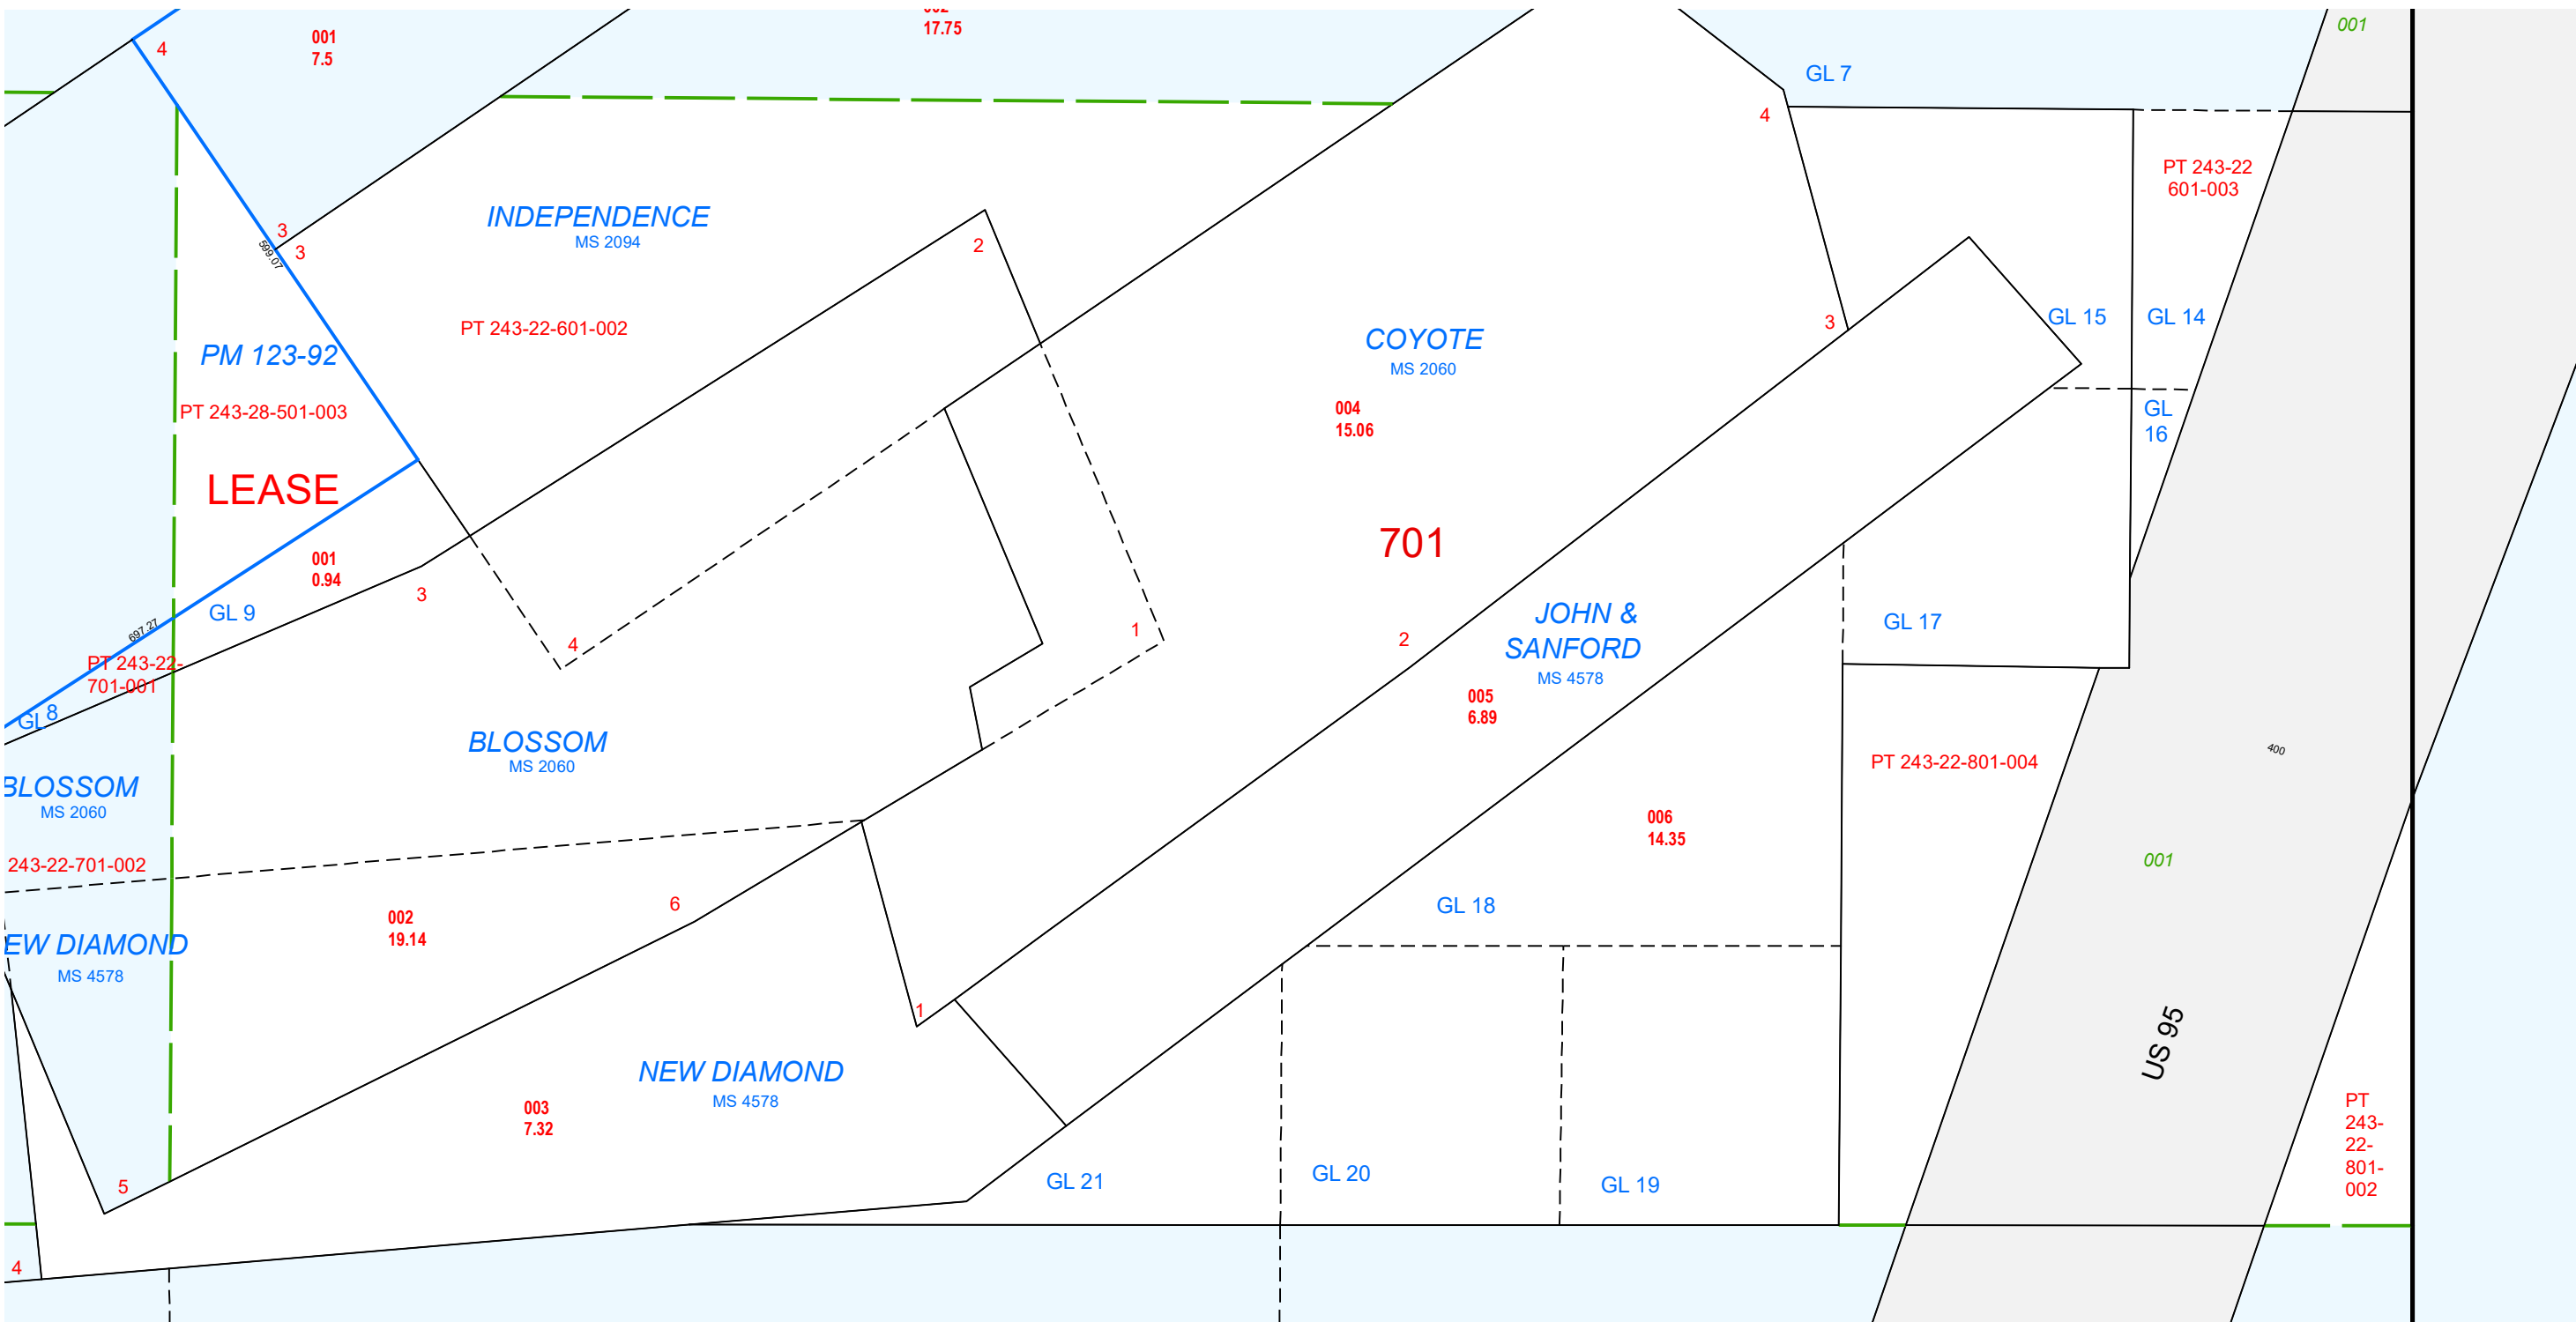 17.75
001
7.5
4
001
GL 7
4
PT 243-22
601-003
INDEPENDENCE
MS 2094
3
3
2
599.07
PT 243-22-601-002
PM 123-92
PT 243-28-501-003
LEASE
COYOTE
MS 2060
3
GL 15
GL 14
004
15.06
GL
16
701
001
0.94
3
GL 9
697.27
4
1
2
JOHN &
SANFORD
MS 4578
GL 17
PT 243-22-
701-001
GL 8
005
6.89
BLOSSOM
MS 2060
400
PT 243-22-801-004
BLOSSOM
MS 2060
006
14.35
243-22-701-002
001
6
GL 18
002
19.14
EW DIAMOND
MS 4578
1
US 95
NEW DIAMOND
MS 4578
003
7.32
PT
243-
22-
801-
002
5
GL 21
GL 20
GL 19
4